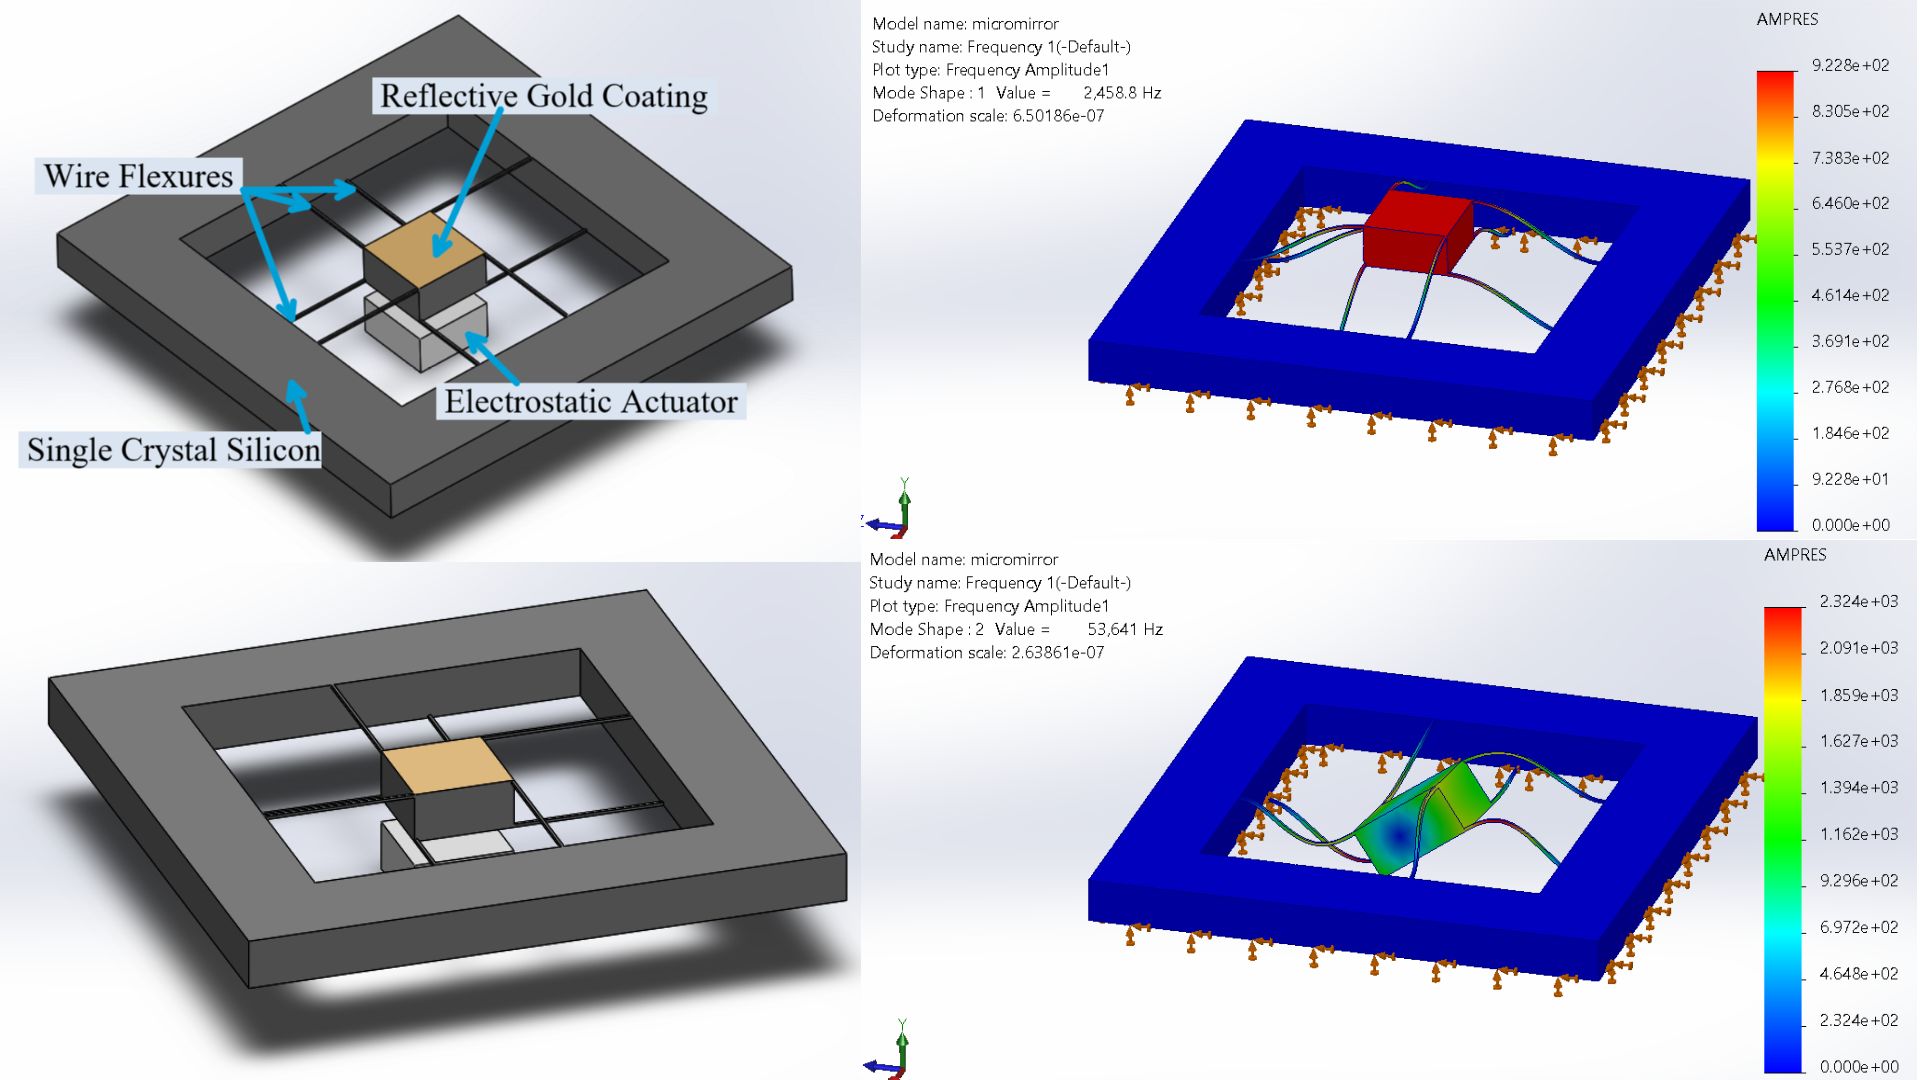 Reflective Gold Coating
Wire Flexures
Electrostatic Actuator
Single Crystal Silicon
Model name: micromirror
Study name: Frequency 1(-Default-)
Plot type: Frequency Amplitude1
Mode Shape : 1 Value = 2,458.8 Hz
Deformation scale: 6.50186e-07
AMPRES
9.228e+02
8.305e+02
7.383e+02
6.460e+02
5.537e+02
4.614e+02
3.691e+02
2.768e+02
1.846e+02
9.228e+01
0.000e+00
Y
Model name: micromirror
Study name: Frequency 1(-Default-)
Plot type: Frequency Amplitude1
Mode Shape : 2 Value = 53,641 Hz
Deformation scale: 2.63861e-07
AMPRES
2.324e+03
2.091e+03
1.859e+03
1.627e+03
1.394e+03
1.162e+03
9.296e+02
6.972e+02
4.648e+02
2.324e+02
0.000e+00
Y